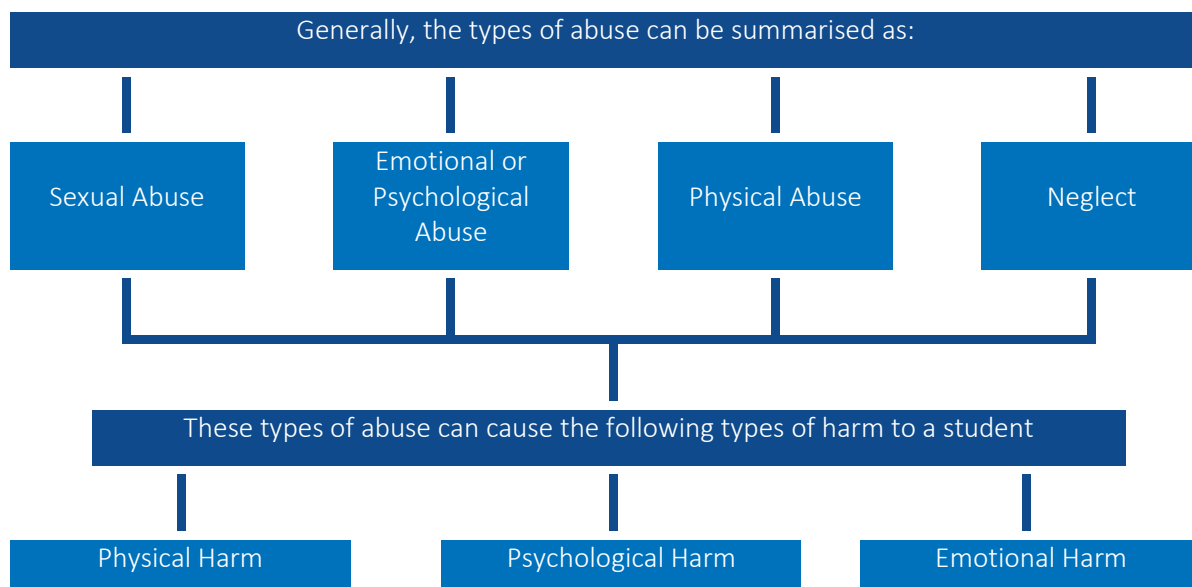 Generally, the types of abuse can be summarised as:
Sexual Abuse
Emotional or
Psychological
Abuse
Physical Abuse
Neglect
These types of abuse can cause the following types of harm to a student
Physical Harm
Psychological Harm
Emotional Harm